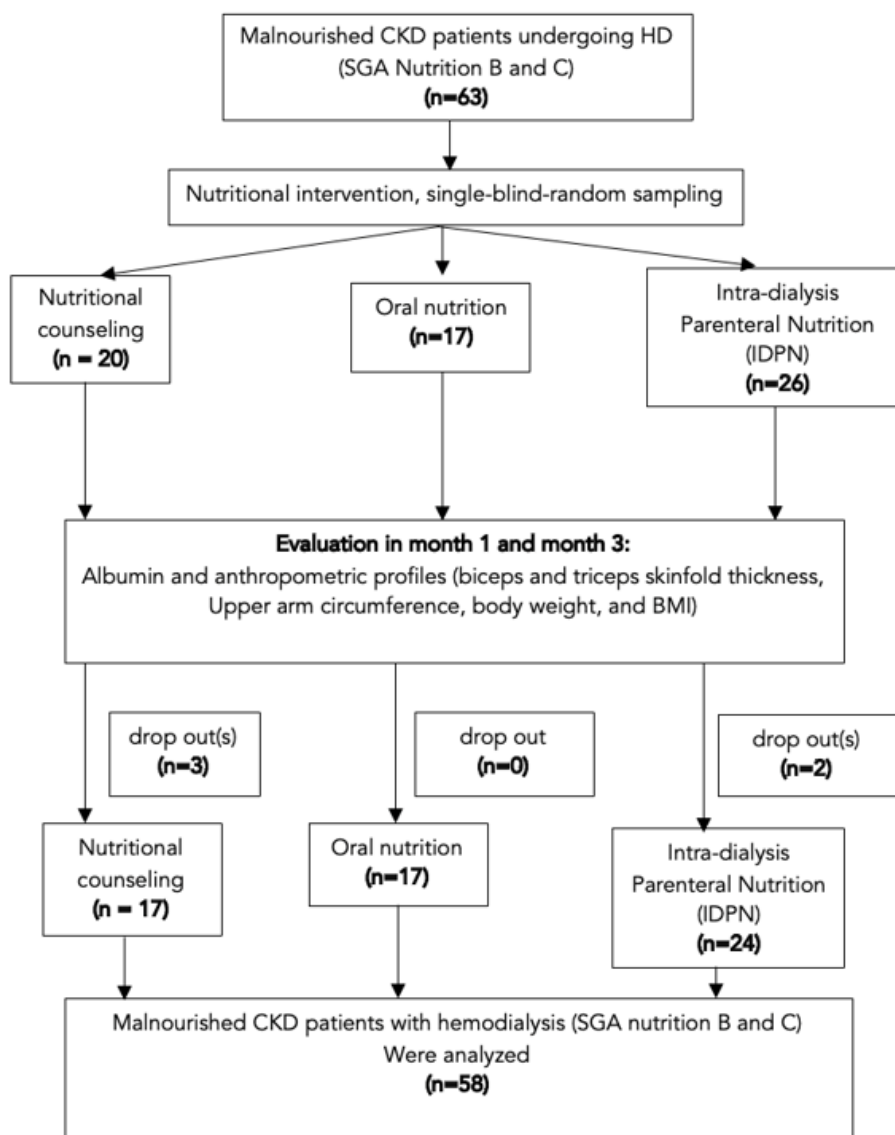 Malnourished CKD patients undergoing HD
(SGA Nutrition B and C)
(n=63)
Nutritional intervention, single-blind-random sampling
Nutritional
counseling
(n = 20)
Oral nutrition
(n=17)
Intra-dialysis
Parenteral Nutrition
(IDPN)
(n=26)
Evaluation in month 1 and month 3:
Albumin and anthropometric profiles (biceps and triceps skinfold thickness,
Upper arm circumference, body weight, and BMI)
drop out(s)
(n=3)
drop out
(n=0)
drop out(s)
(n=2)
Nutritional
counseling
(n = 17)
Oral nutrition
(n=17)
Intra-dialysis
Parenteral Nutrition
(IDPN)
(n=24)
Malnourished CKD patients with hemodialysis (SGA nutrition B and C)
Were analyzed
(n=58)